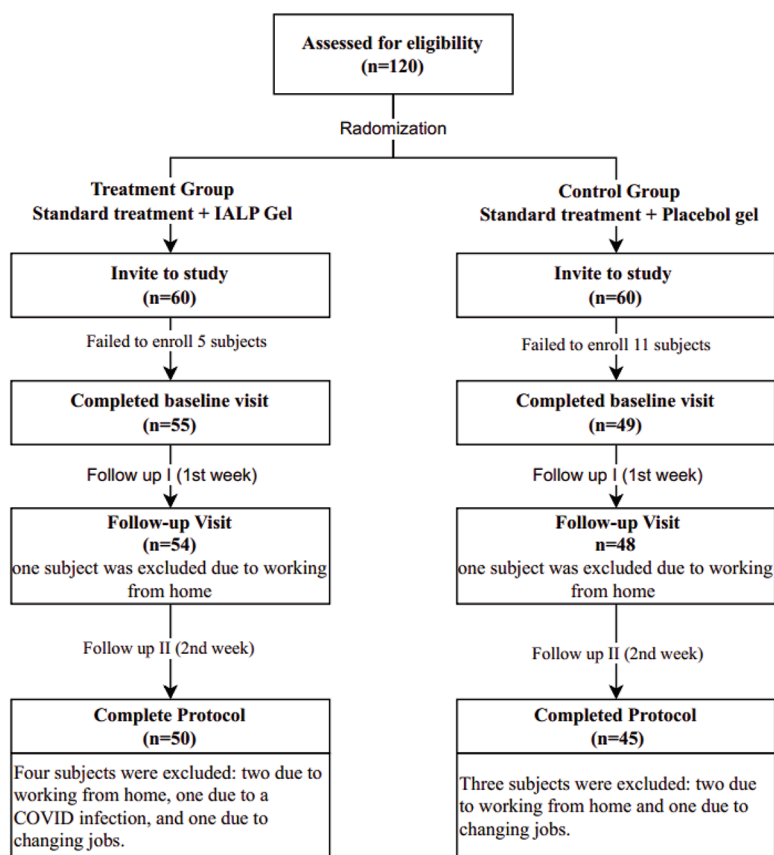 Assessed for eligibility
(n=120)
Radomization
Treatment Group
Standard treatment + IALP Gel
Control Group
Standard treatment + Placebol gel
Invite to study
(n=60)
Invite to study
(n=60)
Failed to enroll 5 subjects
Failed to enroll 11 subjects
Completed baseline visit
(n=55)
Completed baseline visit
(n=49)
Follow up I (1st week)
Follow up I (1st week)
Follow-up Visit
(n=54)
one subject was excluded due to working
from home
Follow-up Visit
n=48
one subject was excluded due to working
from home
Follow up II (2nd week)
Follow up II (2nd week)
Complete Protocol
(n=50)
Four subjects were excluded: two due to
working from home, one due to a
COVID infection, and one due to
changing jobs.
Completed Protocol
(n=45)
Three subjects were excluded: two due
to working from home and one due to
changing jobs.